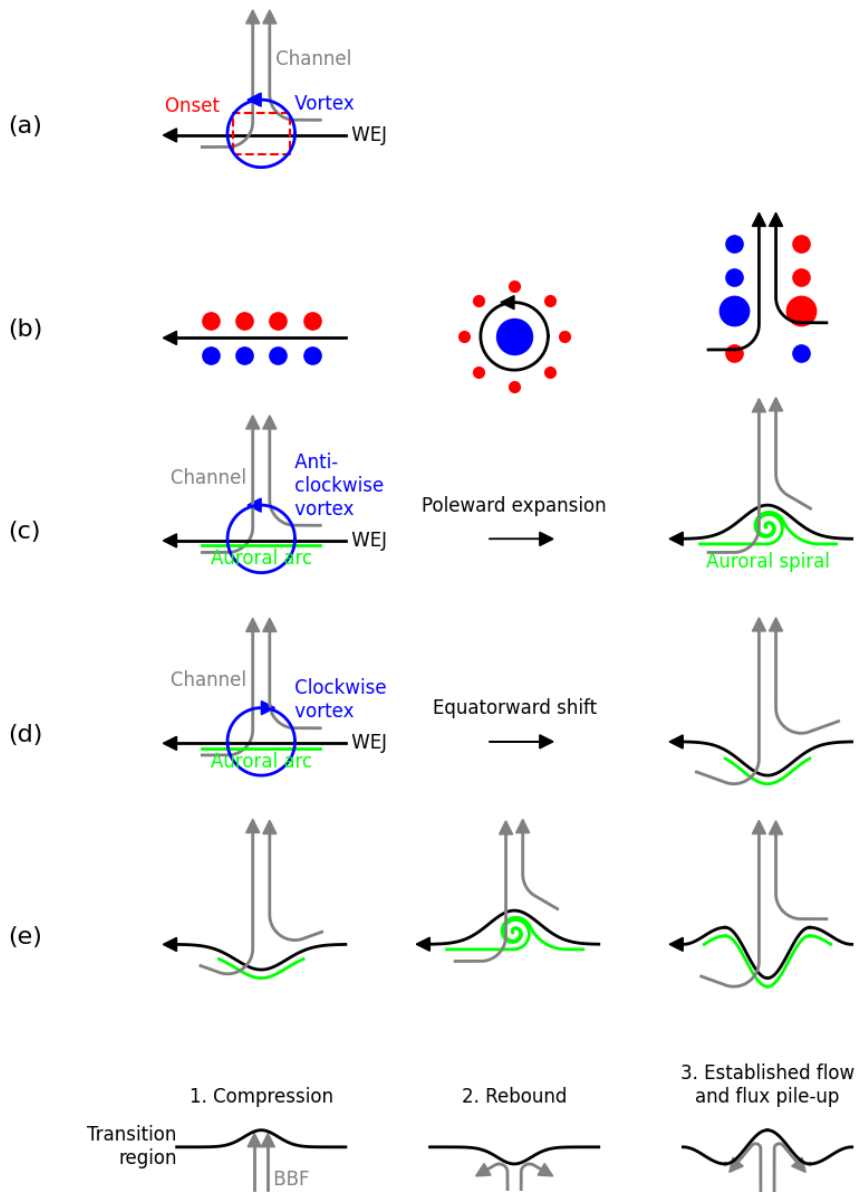 Channel
Onset
Vortex
(a)
WEJ
(b)
Channel
Anti-
clockwise
vortex
Poleward expansion
(c)
WEJ
Auroral arc
Auroral spiral
Channel
Clockwise
vortex
Equatorward shift
(d)
WEJ
Auroral arc
(e)
1. Compression
2. Rebound
3. Established flow
and flux pile-up
Transition
region
BBF